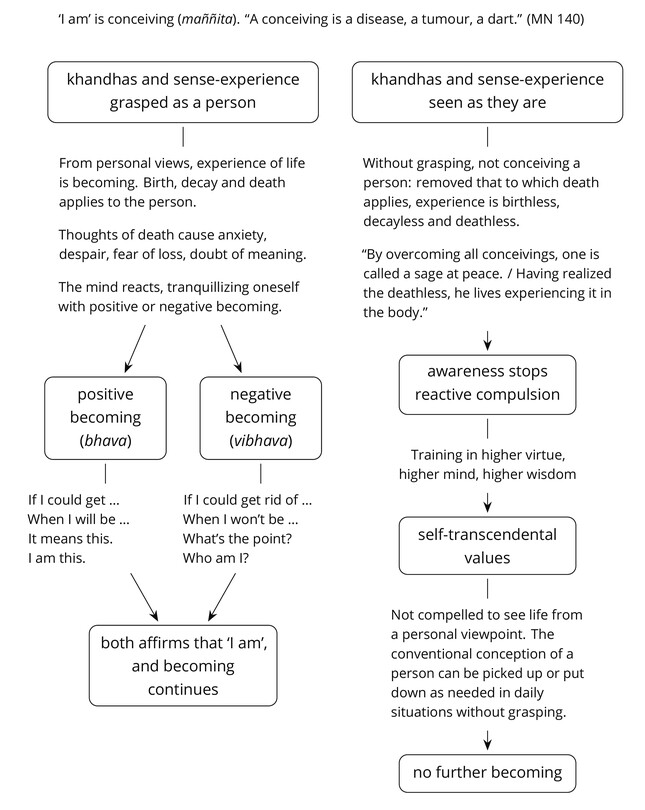 ‘I am’ is conceiving (maññita). “A conceiving is a disease, a tumour, a dart.” (MN 140)
khandhas and sense-experience
grasped as a person
From personal views, experience of life
is becoming. Birth, decay and death
applies to the person.
Thoughts of death cause anxiety,
despair, fear of loss, doubt of meaning.
The mind reacts, tranquillizing oneself
with positive or negative becoming.
positive
becoming
(bhava)
negative
becoming
(vibhava)
If I could get ...
When I will be ...
It means this.
I am this.
If I could get rid of ...
When I won’t be ...
What’s the point?
Who am I?
both affirms that ‘I am’,
and becoming
continues
khandhas and sense-experience
seen as they are
Without grasping, not conceiving a
person: removed that to which death
applies, experience is birthless,
decayless and deathless.
“By overcoming all conceivings, one is
called a sage at peace. / Having realized
the deathless, he lives experiencing it in
the body.”
awareness stops
reactive compulsion
Training in higher virtue,
higher mind, higher wisdom
self-transcendental
values
Not compelled to see life from
a personal viewpoint. The
conventional conception of a
person can be picked up or put
down as needed in daily
situations without grasping.
no further becoming